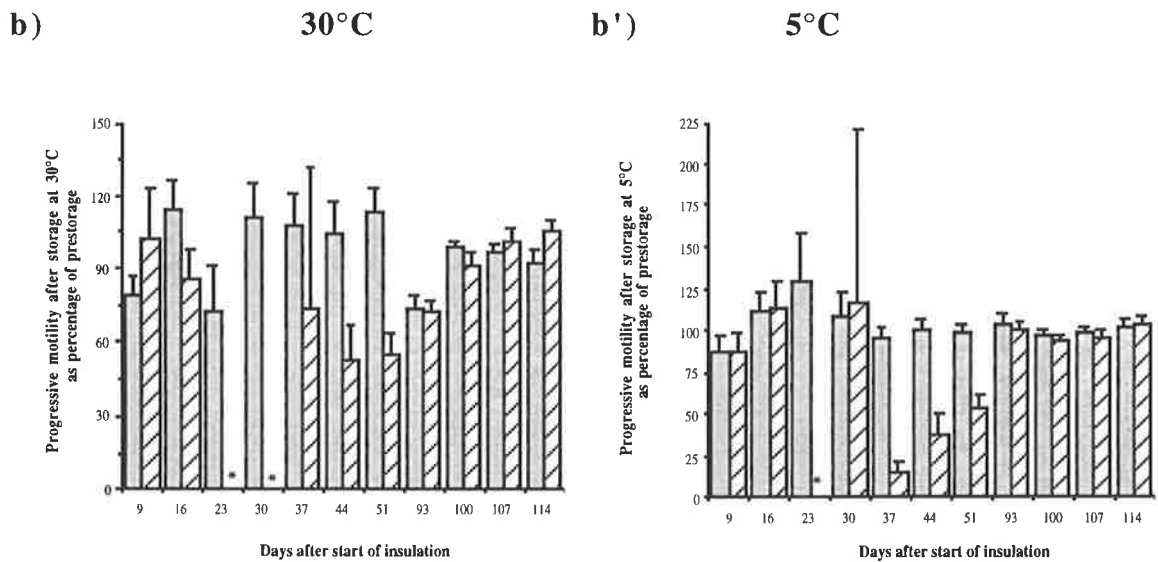 b) 30°C
b') 5°C
Progressive motility after storage at 30°C
as percentage of prestorage
150
120
90
60
30
0
* *
9 16 23 30 37 44 51 93 100 107 114
Days after start of insulation
Progressive motility after storage at 5°C
as percentage of prestorage
225
200
175
150
125
100
75
50
25
0
*
9 16 23 30 37 44 51 93 100 107 114
Days after start of insulation